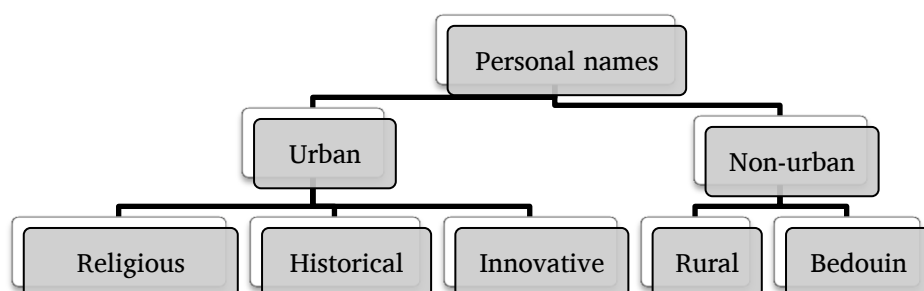 Personal names
Urban
Non-urban
Religious
Historical
Innovative
Rural
Bedouin